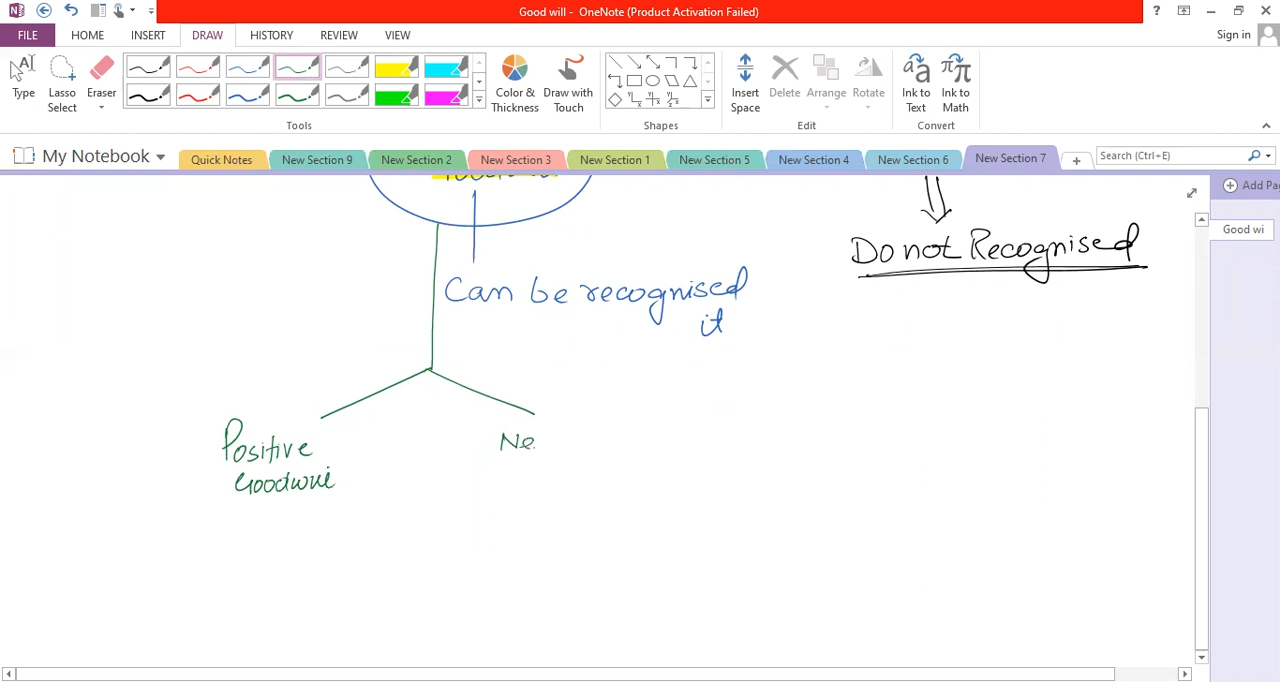 Good will - OneNote (Product Activation Failed)
FILE HOME INSERT DRAW HISTORY REVIEW VIEW
Sign in
Type Lasso Select Eraser
Color & Thickness Draw with Touch
Insert Space Delete Arrange Rotate
Ink to Text Ink to Math
Tools Shapes Edit Convert
My Notebook Quick Notes New Section 9 New Section 2 New Section 3 New Section 1 New Section 5 New Section 4 New Section 6 New Section 7
Search (Ctrl+E)
Add Pa
Good wi
Do not Recognised
Can be recognised
it
Positive
Goodwill
Ne